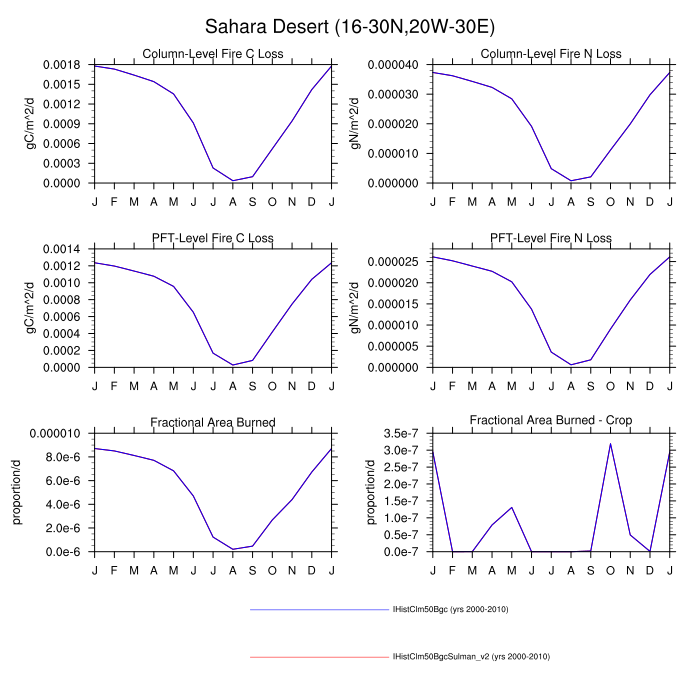 Sahara Desert (16-30N,20W-30E)
Column-Level Fire C Loss
gC/m^2/d
0.0018
0.0015
0.0012
0.0009
0.0006
0.0003
0.0000
J F M A M J J A S O N D J
Column-Level Fire N Loss
gN/m^2/d
0.000040
0.000030
0.000020
0.000010
0.000000
J F M A M J J A S O N D J
PFT-Level Fire C Loss
gC/m^2/d
0.0014
0.0012
0.0010
0.0008
0.0006
0.0004
0.0002
0.0000
J F M A M J J A S O N D J
PFT-Level Fire N Loss
gN/m^2/d
0.000025
0.000020
0.000015
0.000010
0.000005
0.000000
J F M A M J J A S O N D J
Fractional Area Burned
proportion/d
0.000010
8.0e-6
6.0e-6
4.0e-6
2.0e-6
0.0e-6
J F M A M J J A S O N D J
Fractional Area Burned - Crop
proportion/d
3.5e-7
3.0e-7
2.5e-7
2.0e-7
1.5e-7
1.0e-7
0.5e-7
0.0e-7
J F M A M J J A S O N D J
IHistClm50Bgc (yrs 2000-2010)
IHistClm50BgcSulman_v2 (yrs 2000-2010)